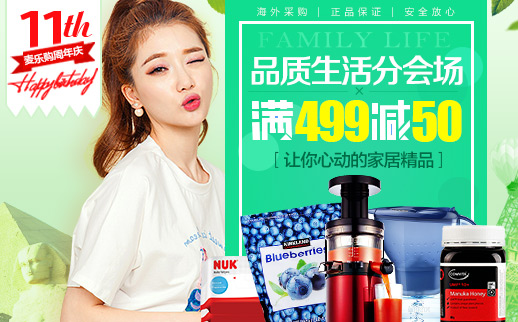 11th
麦乐购周年庆
Happybirthday
海外采购 | 正品保证 | 安全放心
FAMILY LIFE
品质生活分会场
满499减50
[ 让你心动的家居精品 ]
NUK
KIRKLAND
Blueberries
COMVITA
Manuka Honey